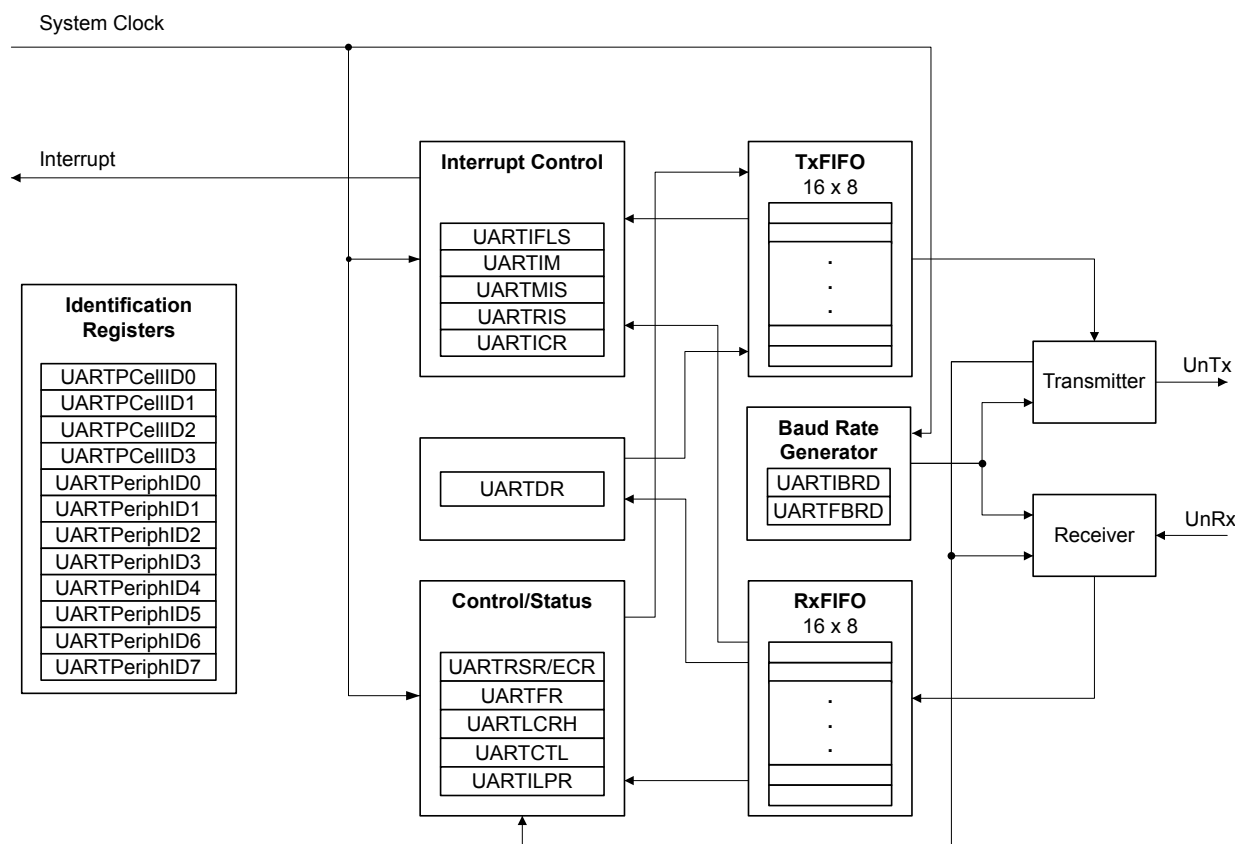 System Clock
Interrupt
Identification
Registers
UARTPCellID0
UARTPCellID1
UARTPCellID2
UARTPCellID3
UARTPeriphID0
UARTPeriphID1
UARTPeriphID2
UARTPeriphID3
UARTPeriphID4
UARTPeriphID5
UARTPeriphID6
UARTPeriphID7
Interrupt Control
UARTIFLS
UARTIM
UARTMIS
UARTRIS
UARTICR
UARTDR
Control/Status
UARTRSR/ECR
UARTFR
UARTLCRH
UARTCTL
UARTILPR
TxFIFO
16 x 8
.
.
.
Baud Rate
Generator
UARTIBRD
UARTFBRD
RxFIFO
16 x 8
.
.
.
Transmitter
UnTx
Receiver
UnRx